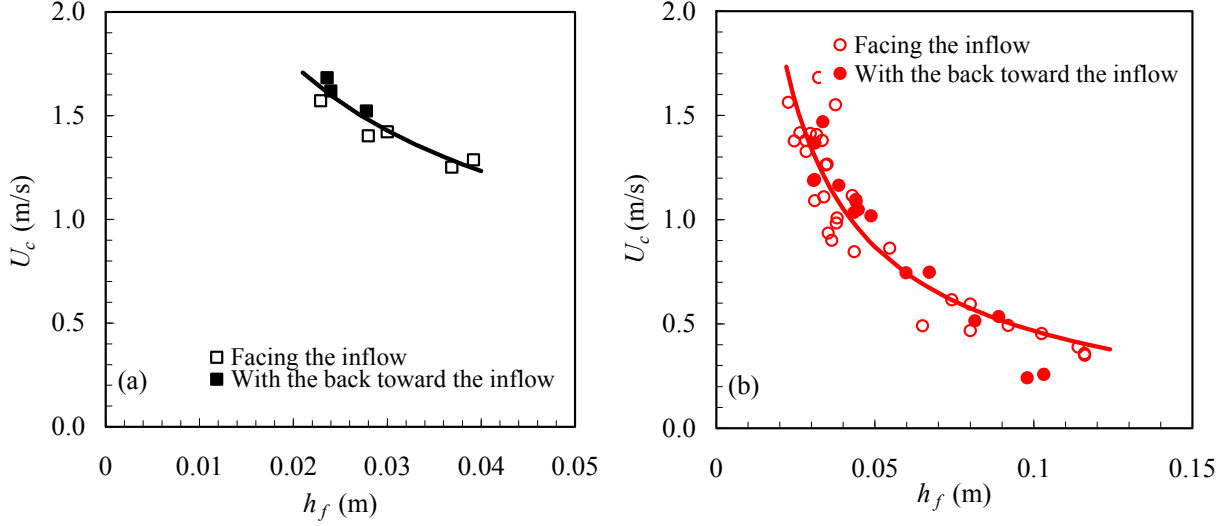 2.0
1.5
1.0
0.5
0.0
U_c (m/s)
Facing the inflow
With the back toward the inflow
(a)
0
0.01
0.02
0.03
0.04
0.05
h_f (m)
2.0
1.5
1.0
0.5
0.0
U_c (m/s)
Facing the inflow
With the back toward the inflow
(b)
0
0.05
0.1
0.15
h_f (m)